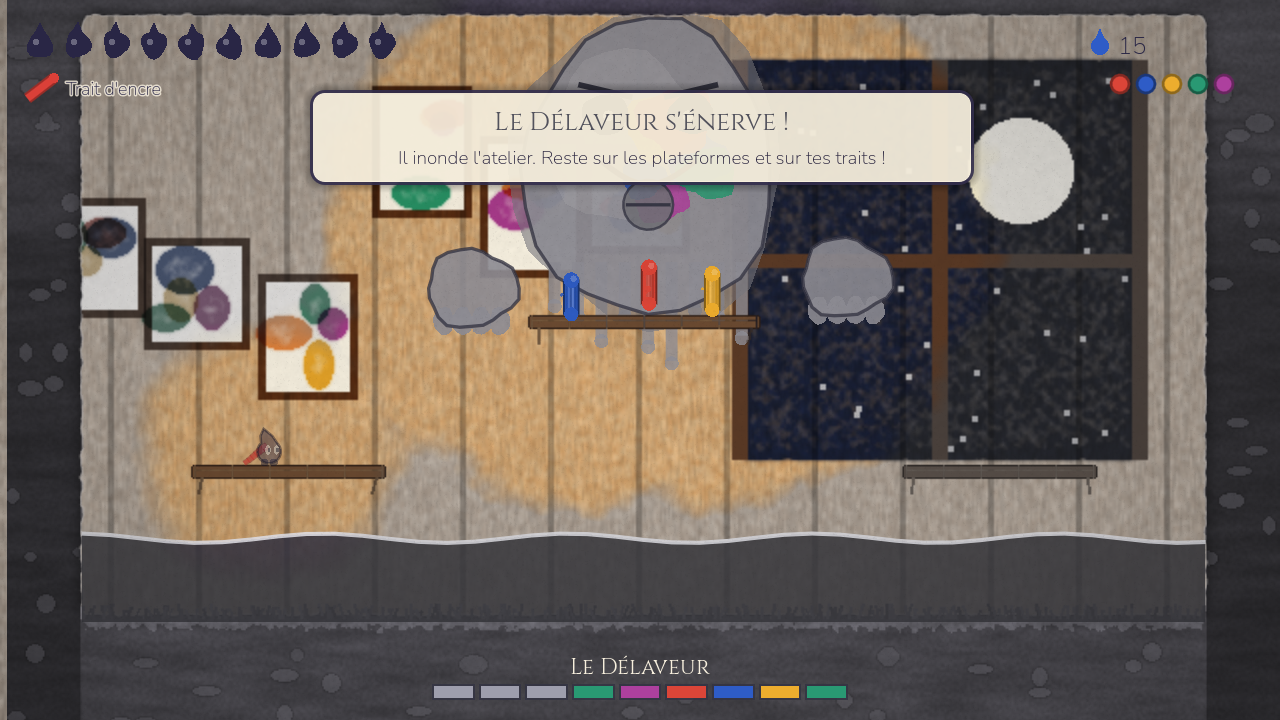 15
Trait d'encre
Le Délaveur s'énerve !
Il inonde l'atelier. Reste sur les plateformes et sur tes traits !
Le Délaveur